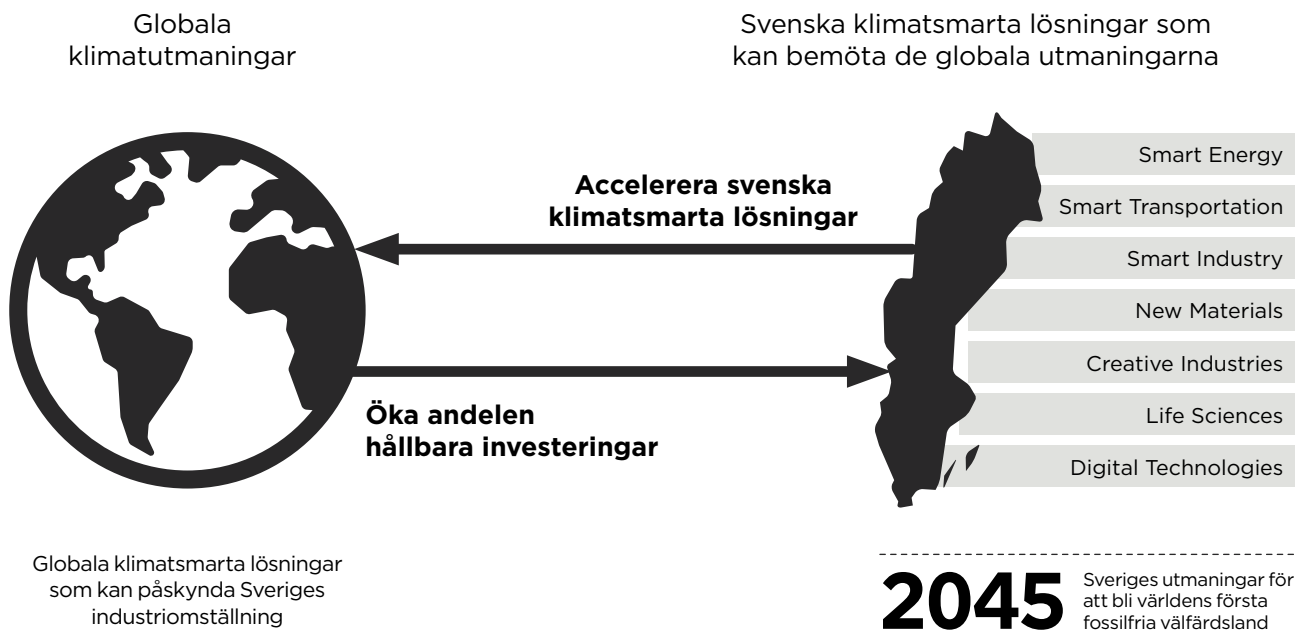 Globala
klimatutmaningar
Svenska klimatsmarta lösningar som
kan bemöta de globala utmaningarna
Accelerera svenska
klimatsmarta lösningar
Öka andelen
hållbara investeringar
Smart Energy
Smart Transportation
Smart Industry
New Materials
Creative Industries
Life Sciences
Digital Technologies
Globala klimatsmarta lösningar
som kan påskynda Sveriges
industriomställning
2045
Sveriges utmaningar för
att bli världens första
fossilfria välfärdsland